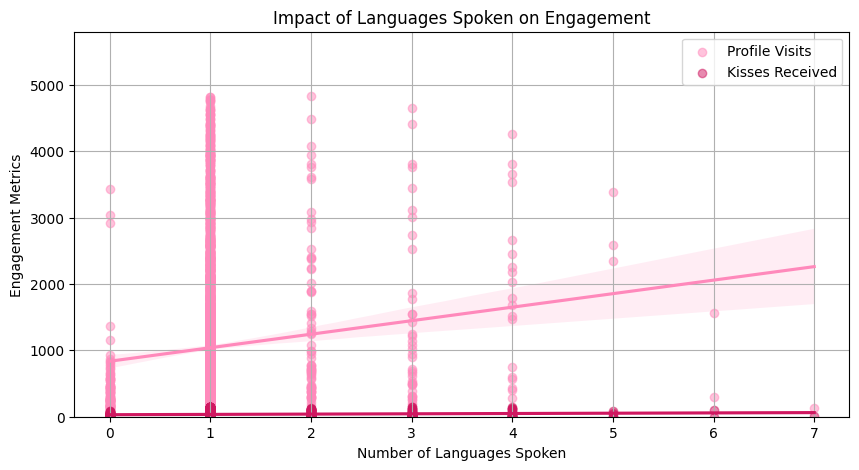 Impact of Languages Spoken on Engagement
Profile Visits
Kisses Received
Engagement Metrics
5000
4000
3000
2000
1000
0
0 1 2 3 4 5 6 7
Number of Languages Spoken